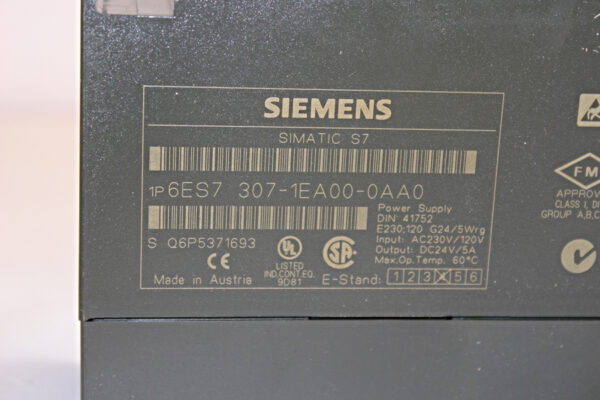 SIEMENS
SIMATIC S7
1P 6ES7 307-1EA00-0AA0
Power Supply
DIN 41752
E230;120 G24/5Wrg
Input: AC230V/120V
Output: DC24V/5A
Max.Op.Temp. 60°C
S Q6P5371693
CE
UL
LISTED
IND.CONT.EQ.
9D81
SA
Made in Austria
E-Stand: 1 2 3 X 5 6
FM
APPROV
CLASS I, DI
GROUP A,B,C